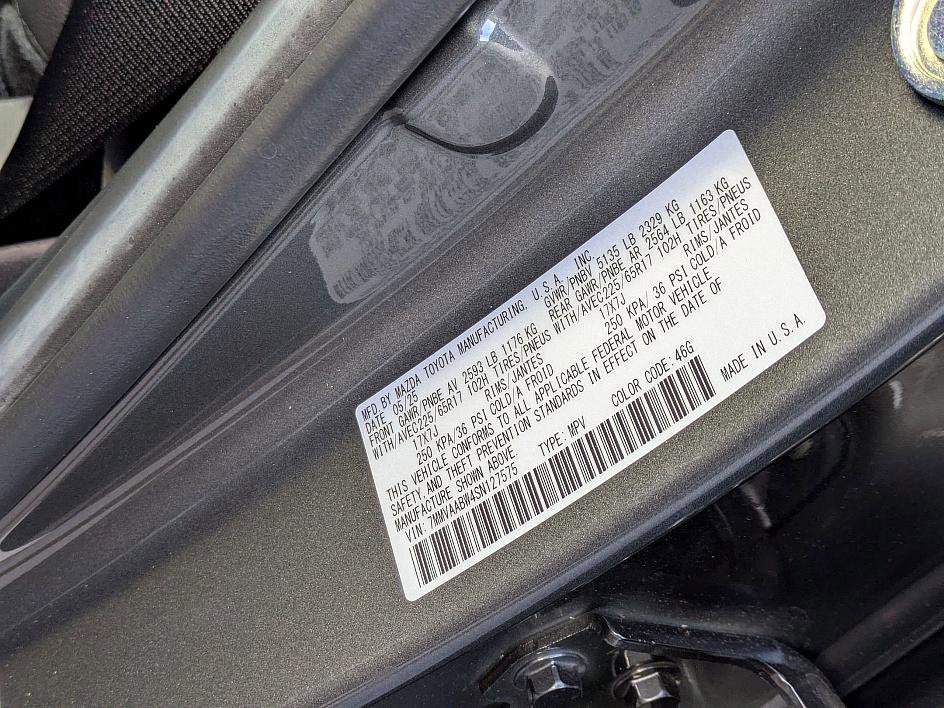 MFD. BY MAZDA TOYOTA MANUFACTURING, U.S.A. INC.
DATE 05/25 GVWR/PNBV 5135 LB 2329 KG
FRONT GAWR/PNBE AV 2593 LB 1176 KG REAR GAWR/PNBE AR 2564 LB 1163 KG
WITH/AVEC225/65R17 102H TIRES/PNEUS WITH/AVEC225/65R17 102H TIRES/PNEUS
17X7J RIMS/JANTES 17X7J RIMS/JANTES
250 KPA/36 PSI COLD/A FROID 250 KPA/36 PSI COLD/A FROID
THIS VEHICLE CONFORMS TO ALL APPLICABLE FEDERAL MOTOR VEHICLE
SAFETY, AND THEFT PREVENTION STANDARDS IN EFFECT ON THE DATE OF
MANUFACTURE SHOWN ABOVE.
VIN: 7MMVAABW4SN127575 TYPE: MPV COLOR CODE: 46G
MADE IN U.S.A.